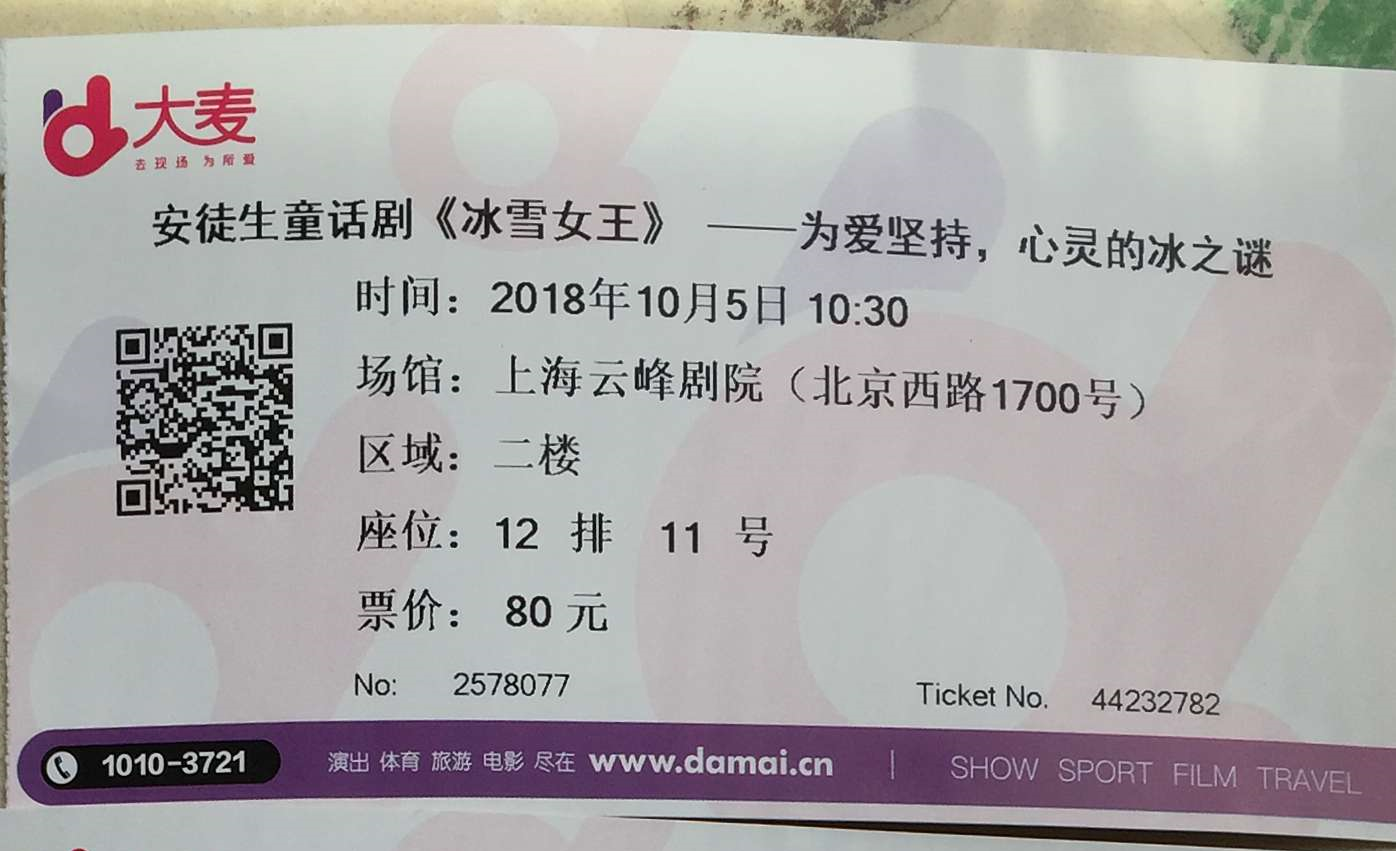 大麦
去现场 为所爱
安徒生童话剧《冰雪女王》 ——为爱坚持，心灵的冰之谜
时间：2018年10月5日 10:30
场馆：上海云峰剧院（北京西路1700号）
区域：二楼
座位：12 排 11 号
票价：80 元
No: 2578077 Ticket No. 44232782
1010-3721 演出 体育 旅游 电影 尽在 www.damai.cn | SHOW SPORT FILM TRAVEL